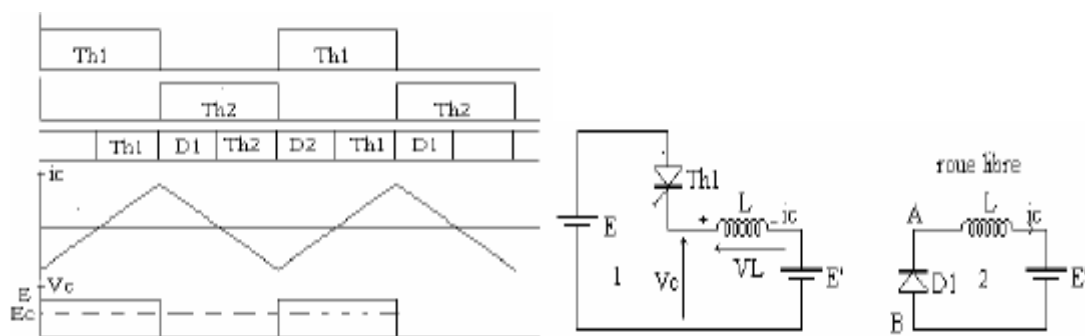 Th1 Th1
Th2 Th2
Th1 D1 Th2 D2 Th1 D1
ic
Vc
E
Ec
Th1
L
+ - ic
E
VL
1 Vc E'
roue libre
A L ic
D1 2 E'
B